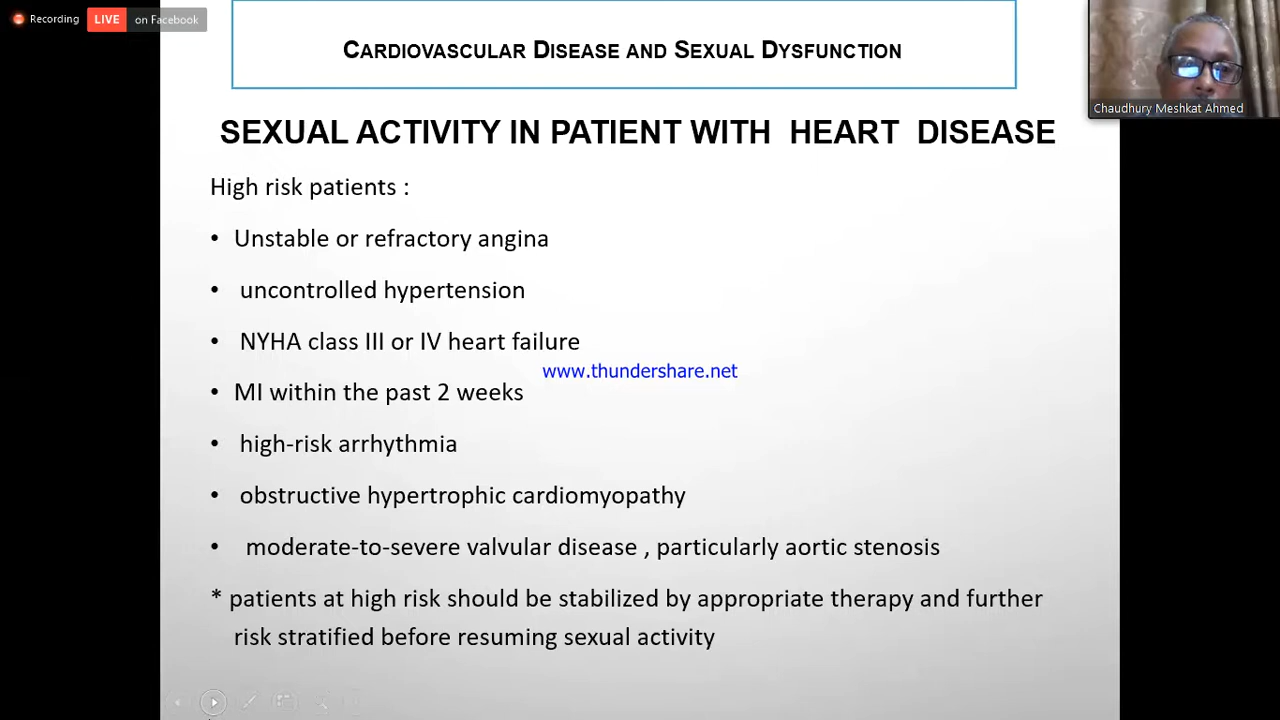 Recording LIVE on Facebook
CARDIOVASCULAR DISEASE AND SEXUAL DYSFUNCTION
Chaudhury Meshkat Ahmed
SEXUAL ACTIVITY IN PATIENT WITH HEART DISEASE
High risk patients :
• Unstable or refractory angina
• uncontrolled hypertension
• NYHA class III or IV heart failure
www.thundershare.net
• MI within the past 2 weeks
• high-risk arrhythmia
• obstructive hypertrophic cardiomyopathy
• moderate-to-severe valvular disease , particularly aortic stenosis
* patients at high risk should be stabilized by appropriate therapy and further
risk stratified before resuming sexual activity